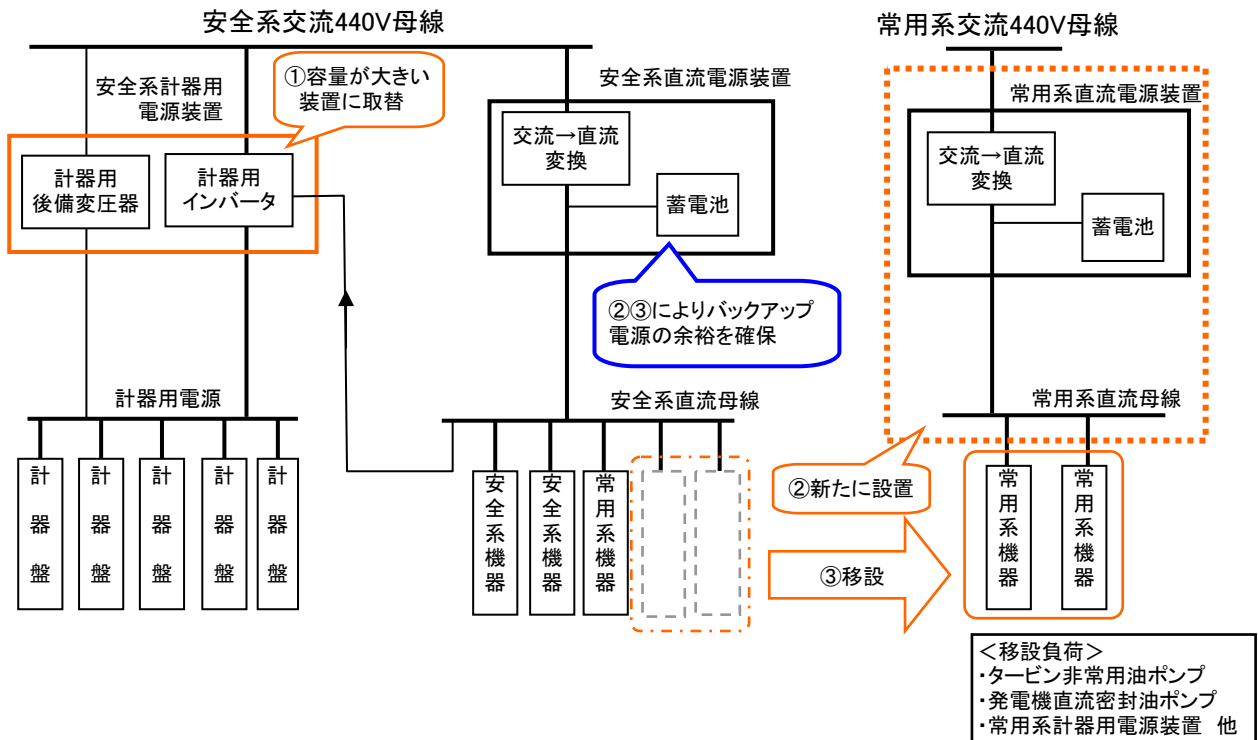 安全系交流440V母線
常用系交流440V母線
安全系計器用
電源装置
①容量が大きい
装置に取替
安全系直流電源装置
常用系直流電源装置
計器用
後備変圧器
計器用
インバータ
交流→直流
変換
蓄電池
交流→直流
変換
蓄電池
②③によりバックアップ
電源の余裕を確保
計器用電源
安全系直流母線
常用系直流母線
計器盤
計器盤
計器盤
計器盤
計器盤
安全系機器
安全系機器
常用系機器
②新たに設置
③移設
常用系機器
常用系機器
<移設負荷>
・タービン非常用油ポンプ
・発電機直流密封油ポンプ
・常用系計器用電源装置 他